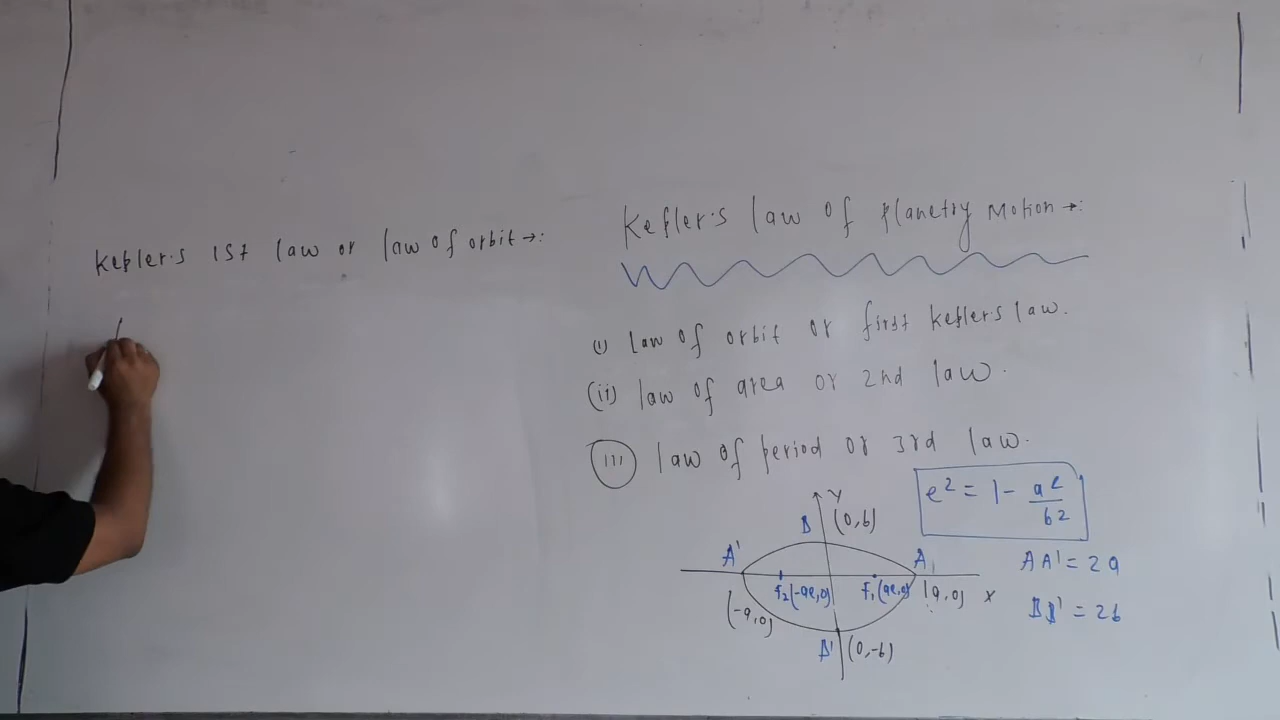 Kepler's 1st law or law of orbit→:
Kepler's law of Planetry Motion→:
(i) law of orbit or first Kepler's law.
(ii) law of area or 2nd law.
(iii) law of period or 3rd law.
e² = 1 - a²/b²
Y
B (0,b)
A'
A
F₂(-ae,0)
F₁(ae,0)
(a,0) X
(-a,0)
B' (0,-b)
AA' = 2a
BB' = 2b